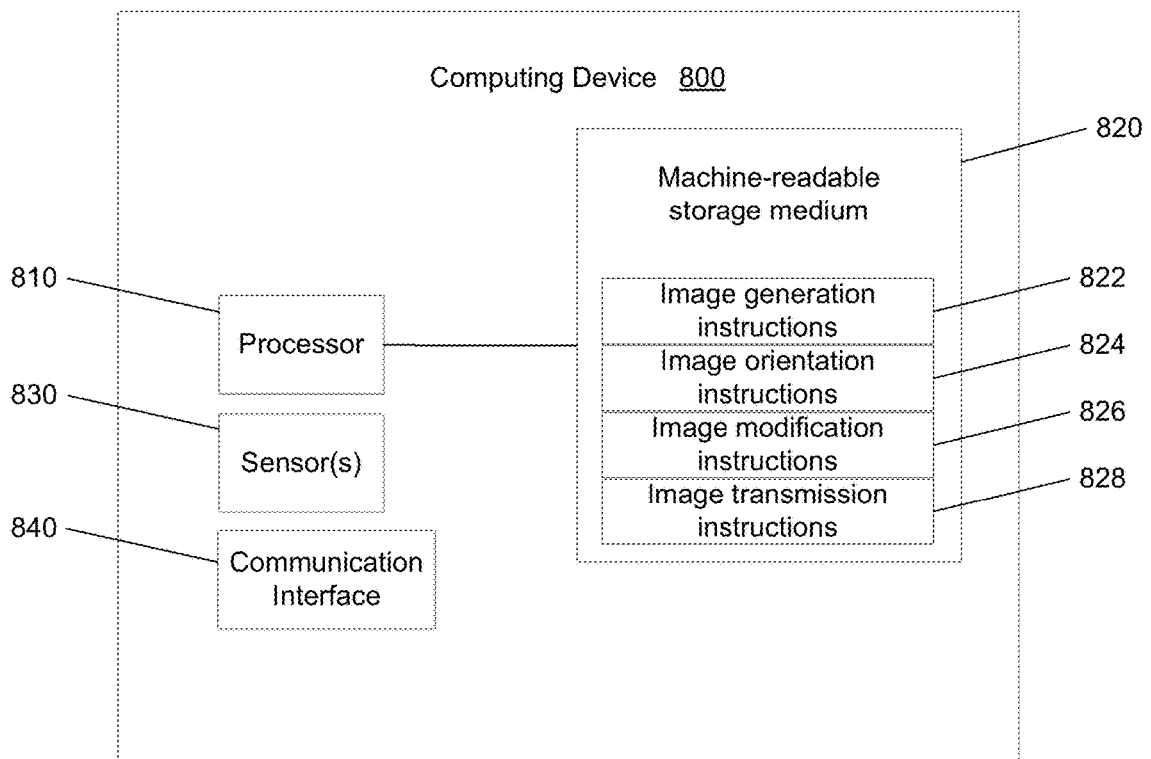 Computing Device 800
820
Machine-readable
storage medium
810
Processor
822
Image generation
instructions
824
Image orientation
instructions
830
Sensor(s)
826
Image modification
instructions
828
Image transmission
instructions
840
Communication
Interface